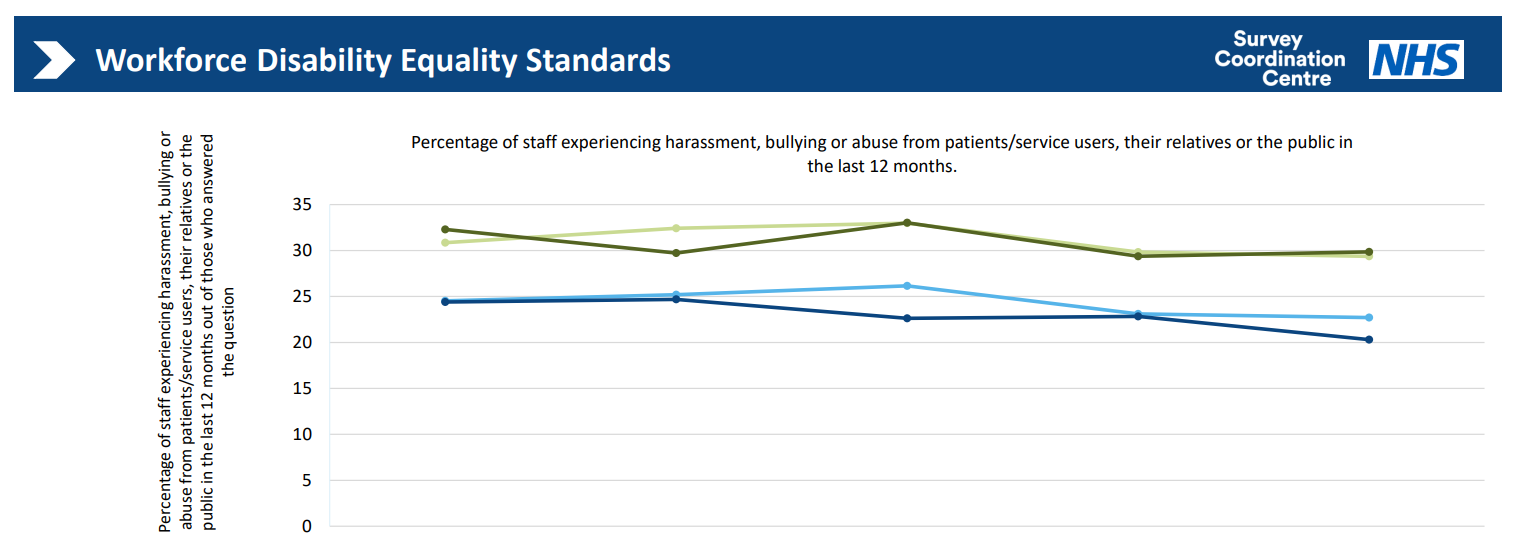 Workforce Disability Equality Standards
Survey
Coordination
Centre
NHS
Percentage of staff experiencing harassment, bullying or
abuse from patients/service users, their relatives or the
public in the last 12 months out of those who answered
the question
Percentage of staff experiencing harassment, bullying or abuse from patients/service users, their relatives or the public in
the last 12 months.
35
30
25
20
15
10
5
0